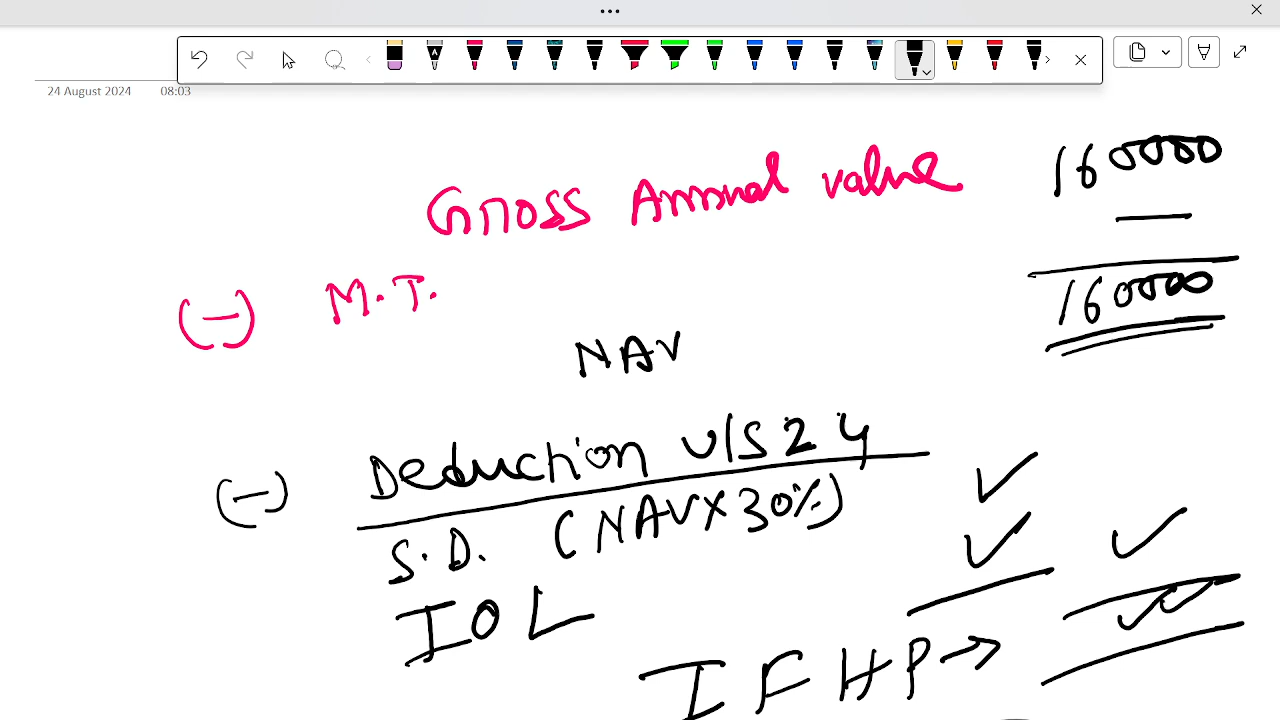 24 August 2024 08:03
Gross Annual value 160000
(-) M.T. —
NAV 160000
(-) Deduction U/S 24
S.D. (NAV X 30%) ✓
IOL ✓ ✓
IFHP → ✓✓